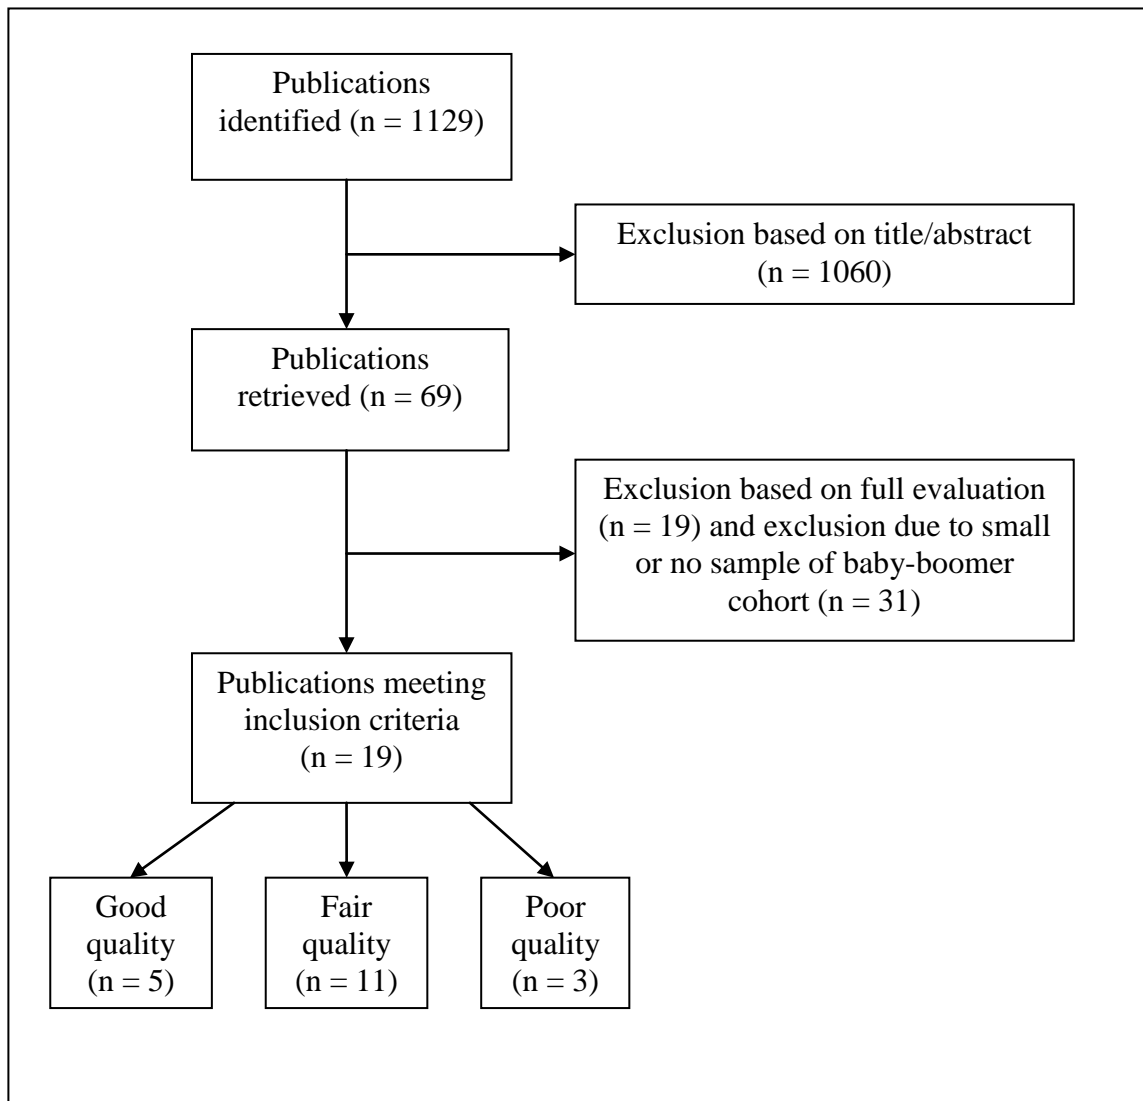 Publications
identified (n = 1129)
Exclusion based on title/abstract
(n = 1060)
Publications
retrieved (n = 69)
Exclusion based on full evaluation
(n = 19) and exclusion due to small
or no sample of baby-boomer
cohort (n = 31)
Publications meeting
inclusion criteria
(n = 19)
Good
quality
(n = 5)
Fair
quality
(n = 11)
Poor
quality
(n = 3)